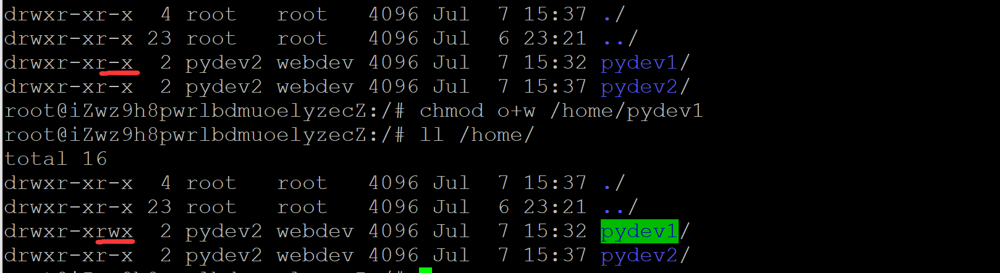 drwxr-xr-x  4 root   root   4096 Jul  7 15:37 ./
drwxr-xr-x 23 root   root   4096 Jul  6 23:21 ../
drwxr-xr-x  2 pydev2 webdev 4096 Jul  7 15:32 pydev1/
drwxr-xr-x  2 pydev2 webdev 4096 Jul  7 15:37 pydev2/
root@iZwz9h8pwrlbdmuoelyzecZ:/# chmod o+w /home/pydev1
root@iZwz9h8pwrlbdmuoelyzecZ:/# ll /home/
total 16
drwxr-xr-x  4 root   root   4096 Jul  7 15:37 ./
drwxr-xr-x 23 root   root   4096 Jul  6 23:21 ../
drwxr-xrwx  2 pydev2 webdev 4096 Jul  7 15:32 pydev1/
drwxr-xr-x  2 pydev2 webdev 4096 Jul  7 15:37 pydev2/